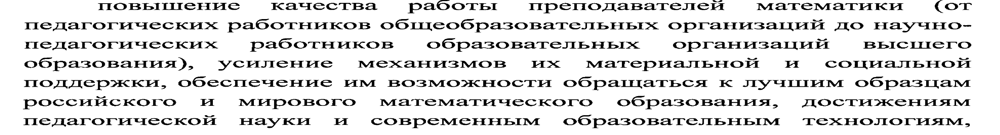 повышение качества работы преподавателей математики (от
педагогических работников общеобразовательных организаций до научно-
педагогических работников образовательных организаций высшего
образования), усиление механизмов их материальной и социальной
поддержки, обеспечение им возможности обращаться к лучшим образцам
российского и мирового математического образования, достижениям
педагогической науки и современным образовательным технологиям,